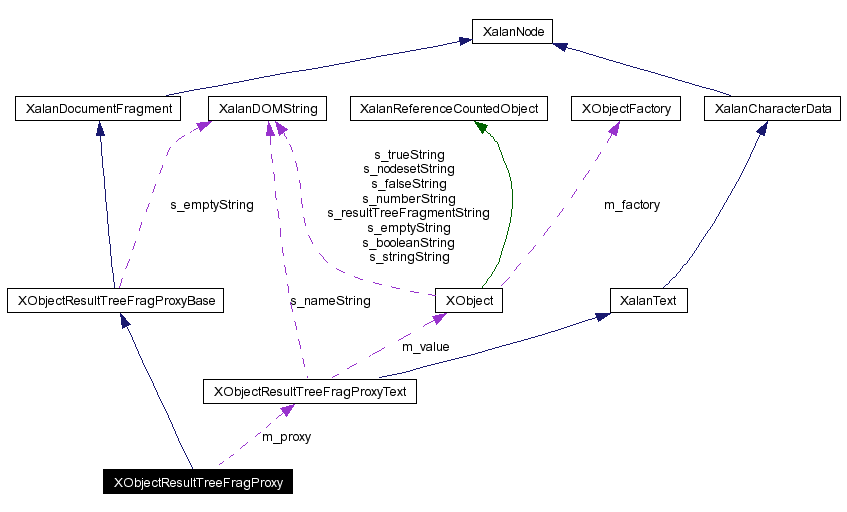 XalanNode
XalanDocumentFragment
XalanDOMString
XalanReferenceCountedObject
XObjectFactory
XalanCharacterData
s_trueString
s_nodesetString
s_falseString
s_numberString
s_resultTreeFragmentString
s_emptyString
s_booleanString
s_stringString
s_emptyString
m_factory
XObjectResultTreeFragProxyBase
s_nameString
XObject
XalanText
m_value
XObjectResultTreeFragProxyText
m_proxy
XObjectResultTreeFragProxy